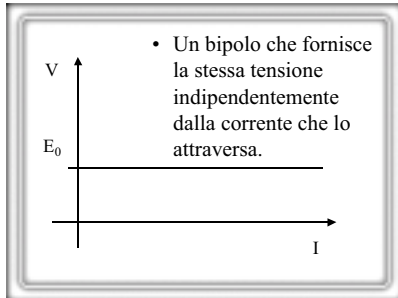 • Un bipolo che fornisce
la stessa tensione
indipendentemente
dalla corrente che lo
attraversa.
V
E₀
I